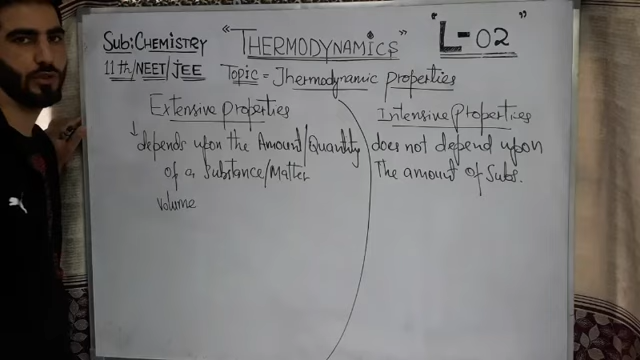 Sub: CHEMISTRY "THERMODYNAMICS" "L-02"
11th/NEET/JEE Topic = Thermodynamic properties
Extensive properties
↓ depends upon the Amount/Quantity
of a Substance/Matter
volume
Intensive Properties
does not depend upon
The amount of Subs.